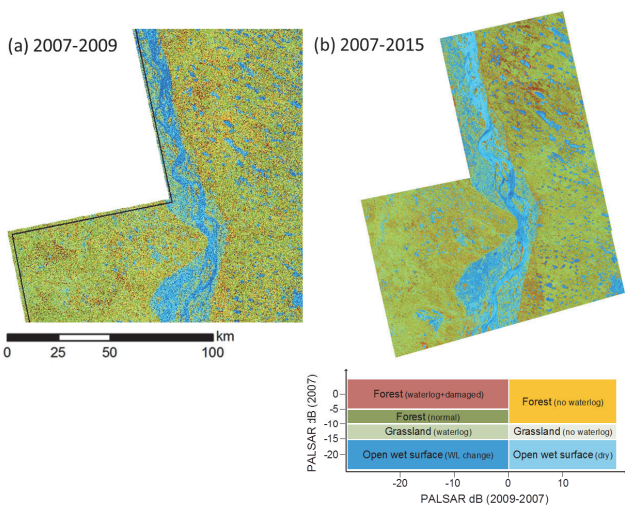 (a) 2007-2009
(b) 2007-2015
km
0 25 50 100
PALSAR dB (2007)
0
-5
-10
-15
-20
Forest (waterlog+damaged)
Forest (no waterlog)
Forest (normal)
Grassland (waterlog)
Grassland (no waterlog)
Open wet surface (WL change)
Open wet surface (dry)
-20 -10 0 10
PALSAR dB (2009-2007)